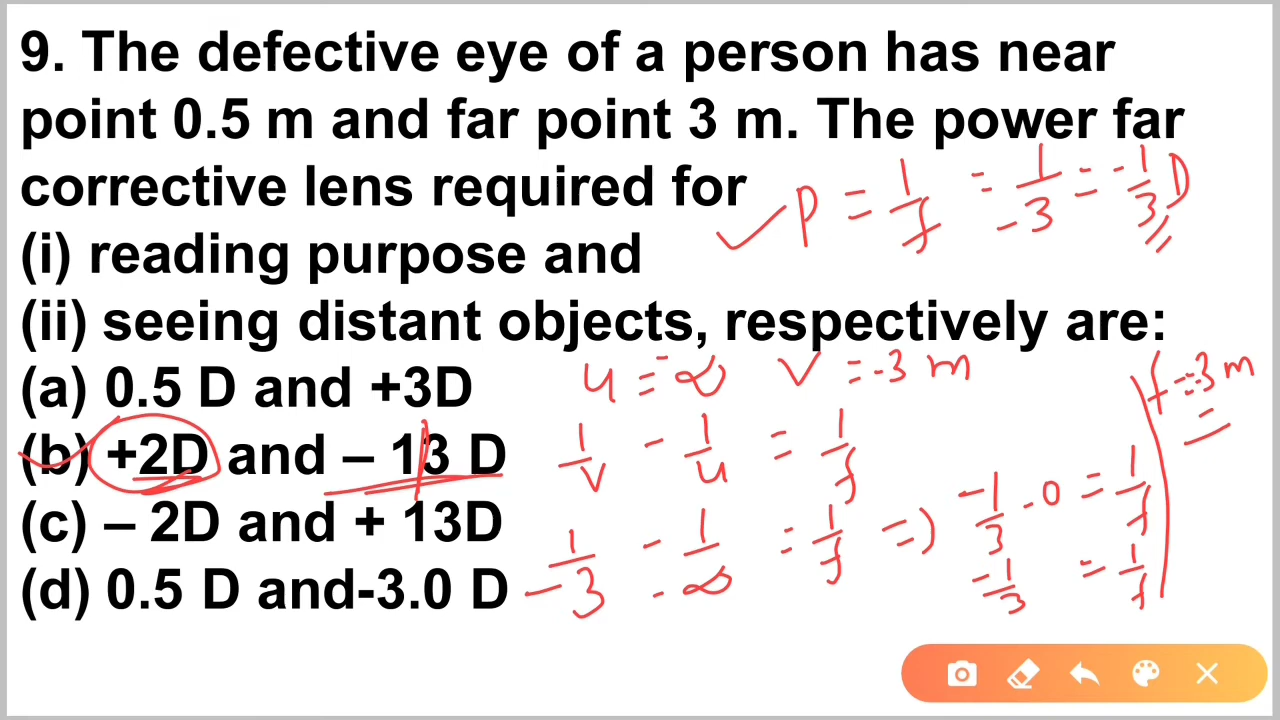 9. The defective eye of a person has near
point 0.5 m and far point 3 m. The power far
corrective lens required for
P = 1/f = 1/-3 = -1/3 D
(i) reading purpose and
(ii) seeing distant objects, respectively are:
u = -∞ v = -3 m
f = -3 m
(a) 0.5 D and +3D
(b) +2D and – 13 D
1/v - 1/u = 1/f
(c) – 2D and + 13D
-1/3 - 0 = 1/f
(d) 0.5 D and-3.0 D
1/-3 - 1/-∞ = 1/f =>
-1/3 = 1/f